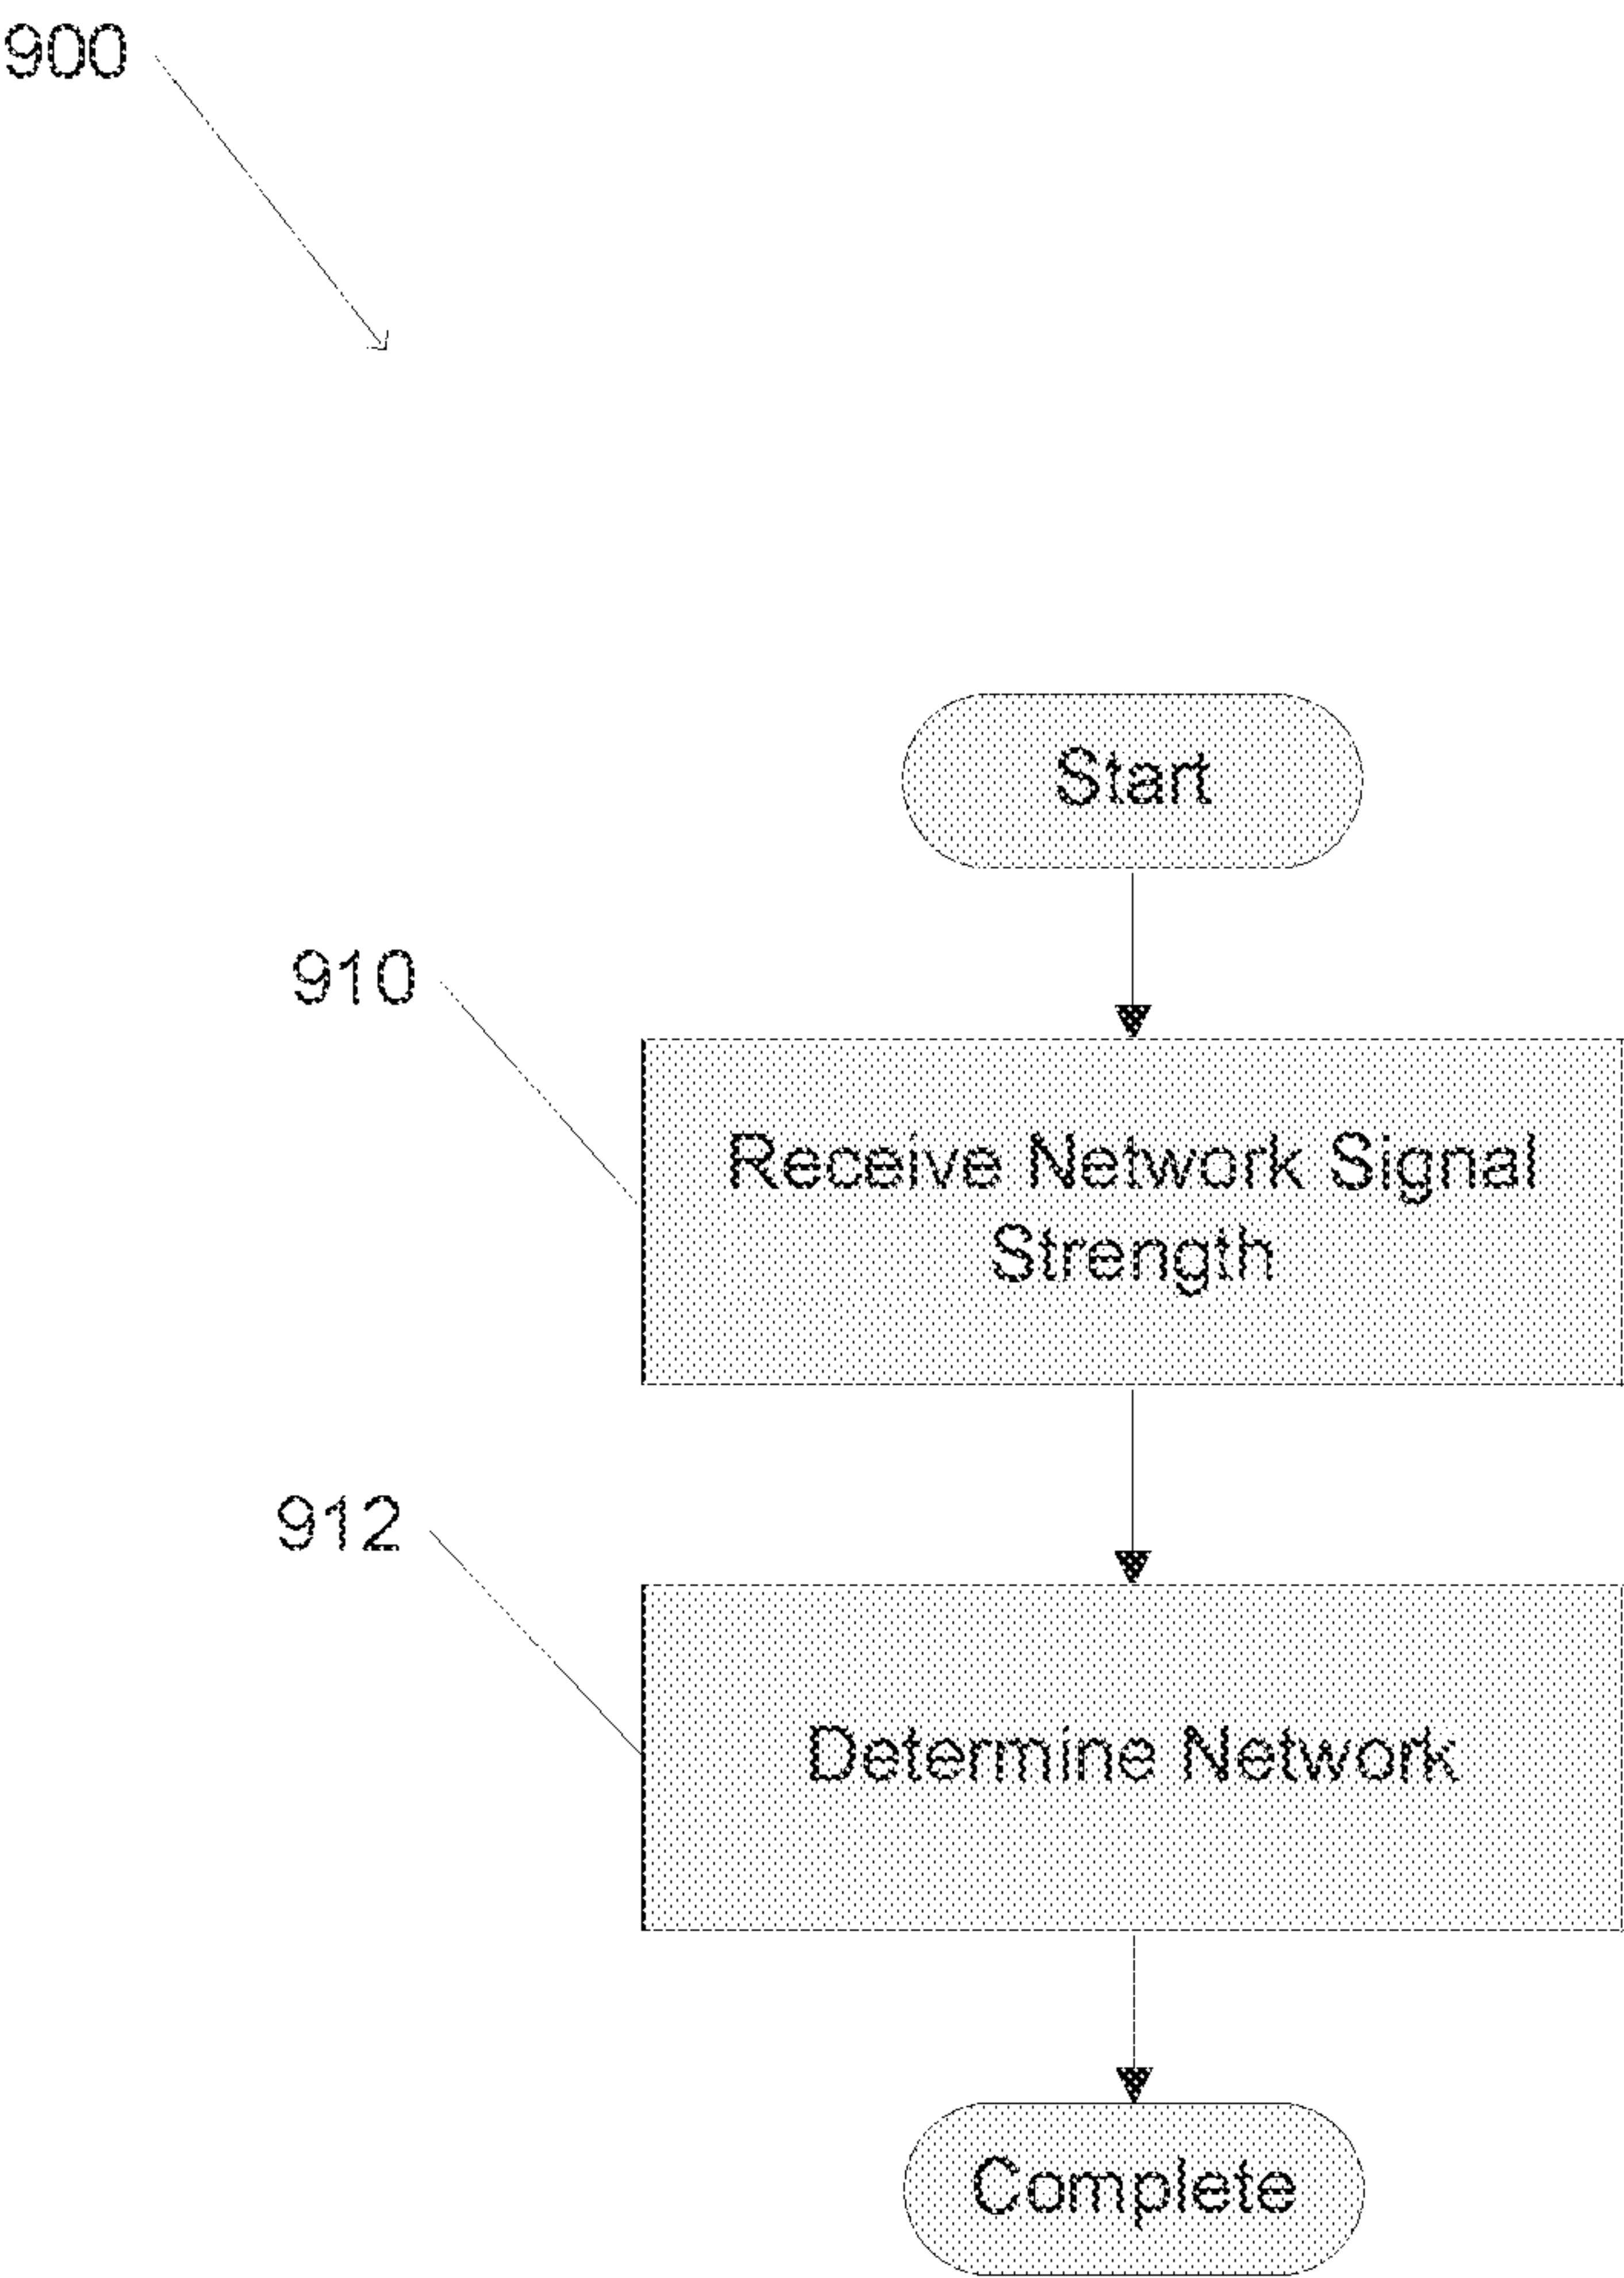 900
Start
910
Receive Network Signal
Strength
912
Determine Network
Complete